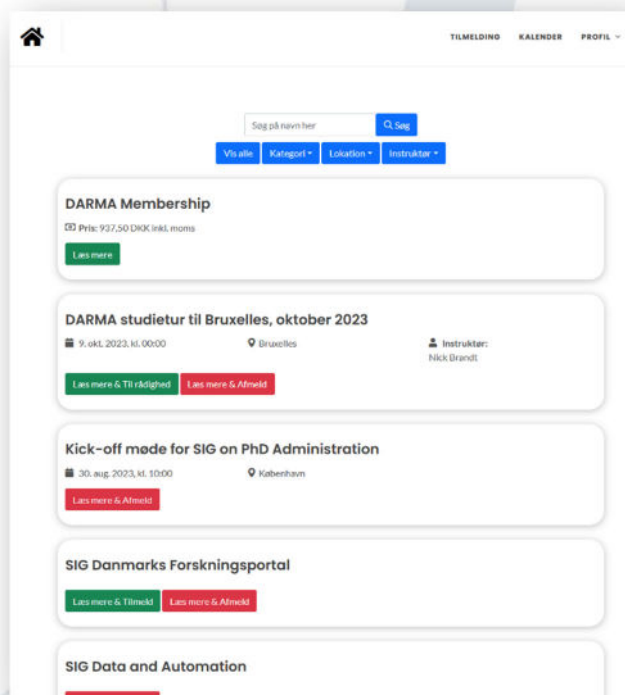 TILMELDING KALENDER PROFIL
Søg på navn her Søg
Vis alle Kategori Lokation Instruktør
DARMA Membership
Pris: 937,50 DKK inkl. moms
Læs mere
DARMA studietur til Bruxelles, oktober 2023
9. okt. 2023, kl. 00:00 Bruxelles Instruktør:
Nick Brandt
Læs mere & Til rådighed Læs mere & Afmeld
Kick-off møde for SIG on PhD Administration
30. aug. 2023, kl. 10:00 København
Læs mere & Afmeld
SIG Danmarks Forskningsportal
Læs mere & Tilmeld Læs mere & Afmeld
SIG Data and Automation